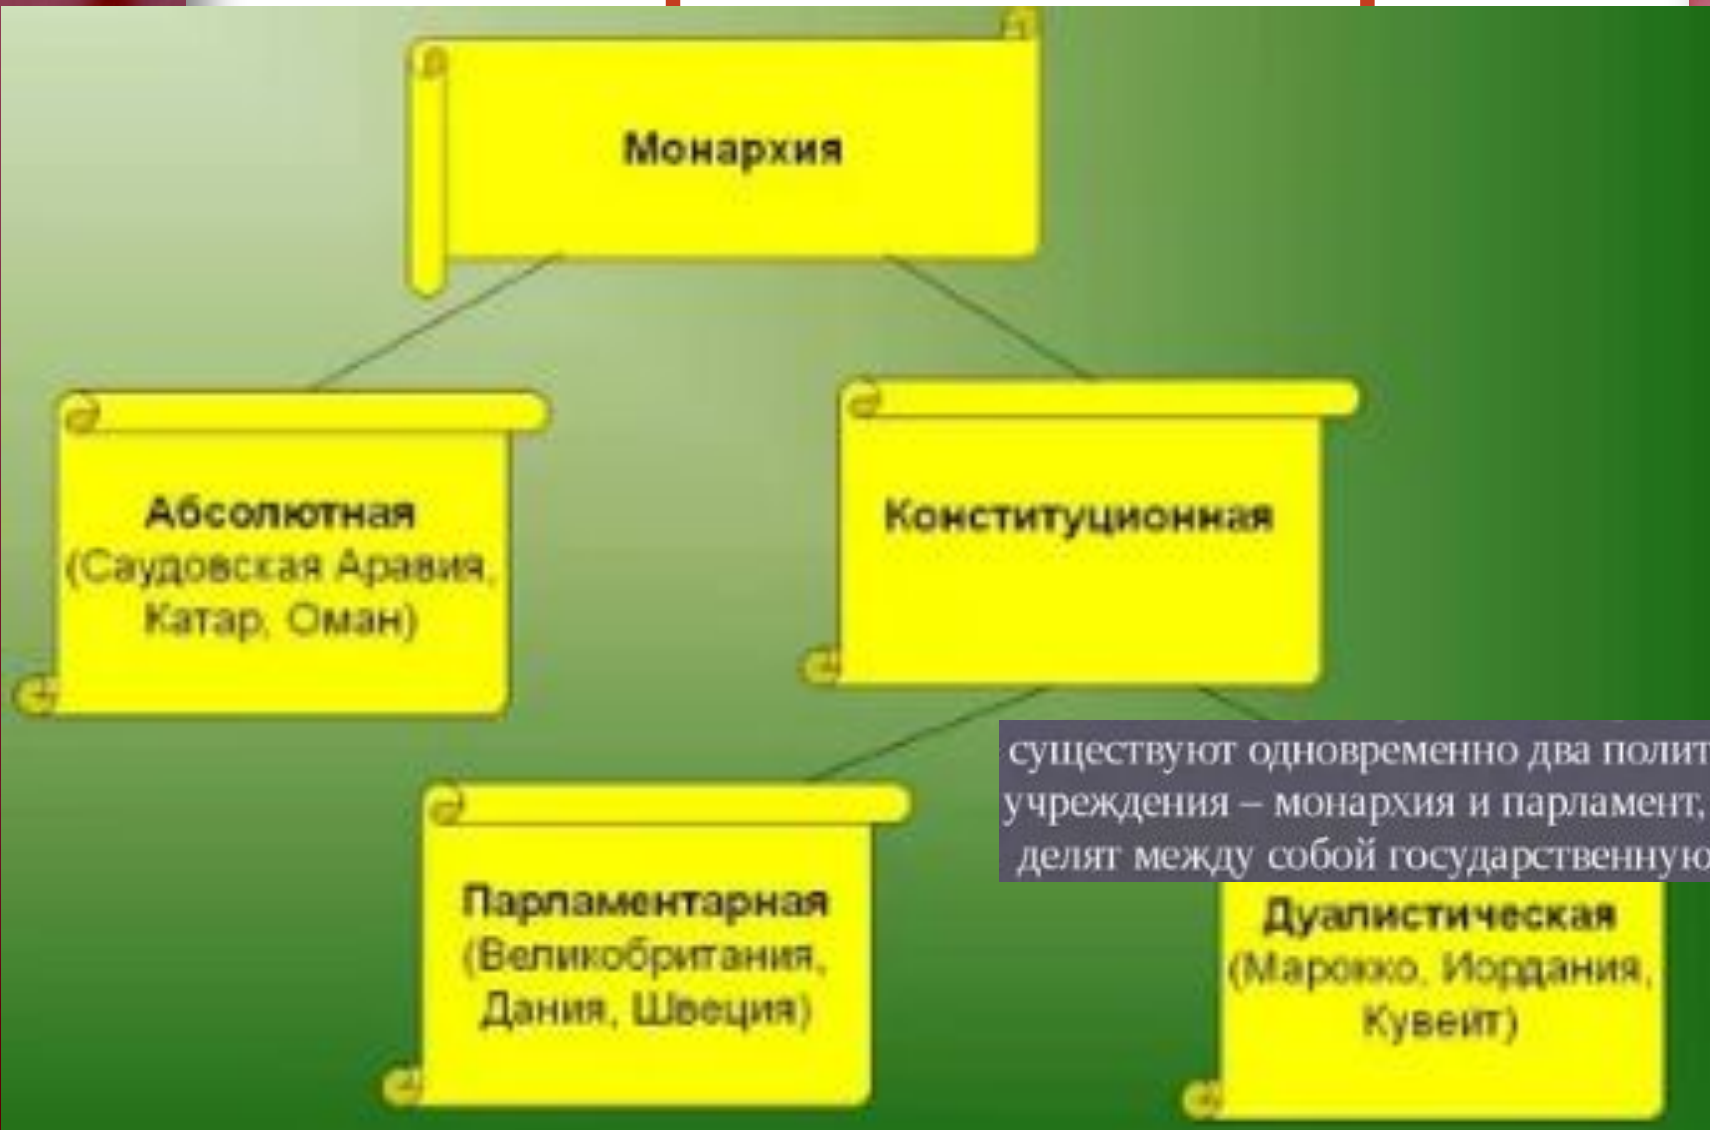 Монархия
Абсолютная
(Саудовская Аравия,
Катар, Оман)
Конституционная
существуют одновременно два полит
учреждения – монархия и парламент,
делят между собой государственную
Парламентарная
(Великобритания,
Дания, Швеция)
Дуалистическая
(Марокко, Иордания,
Кувейт)